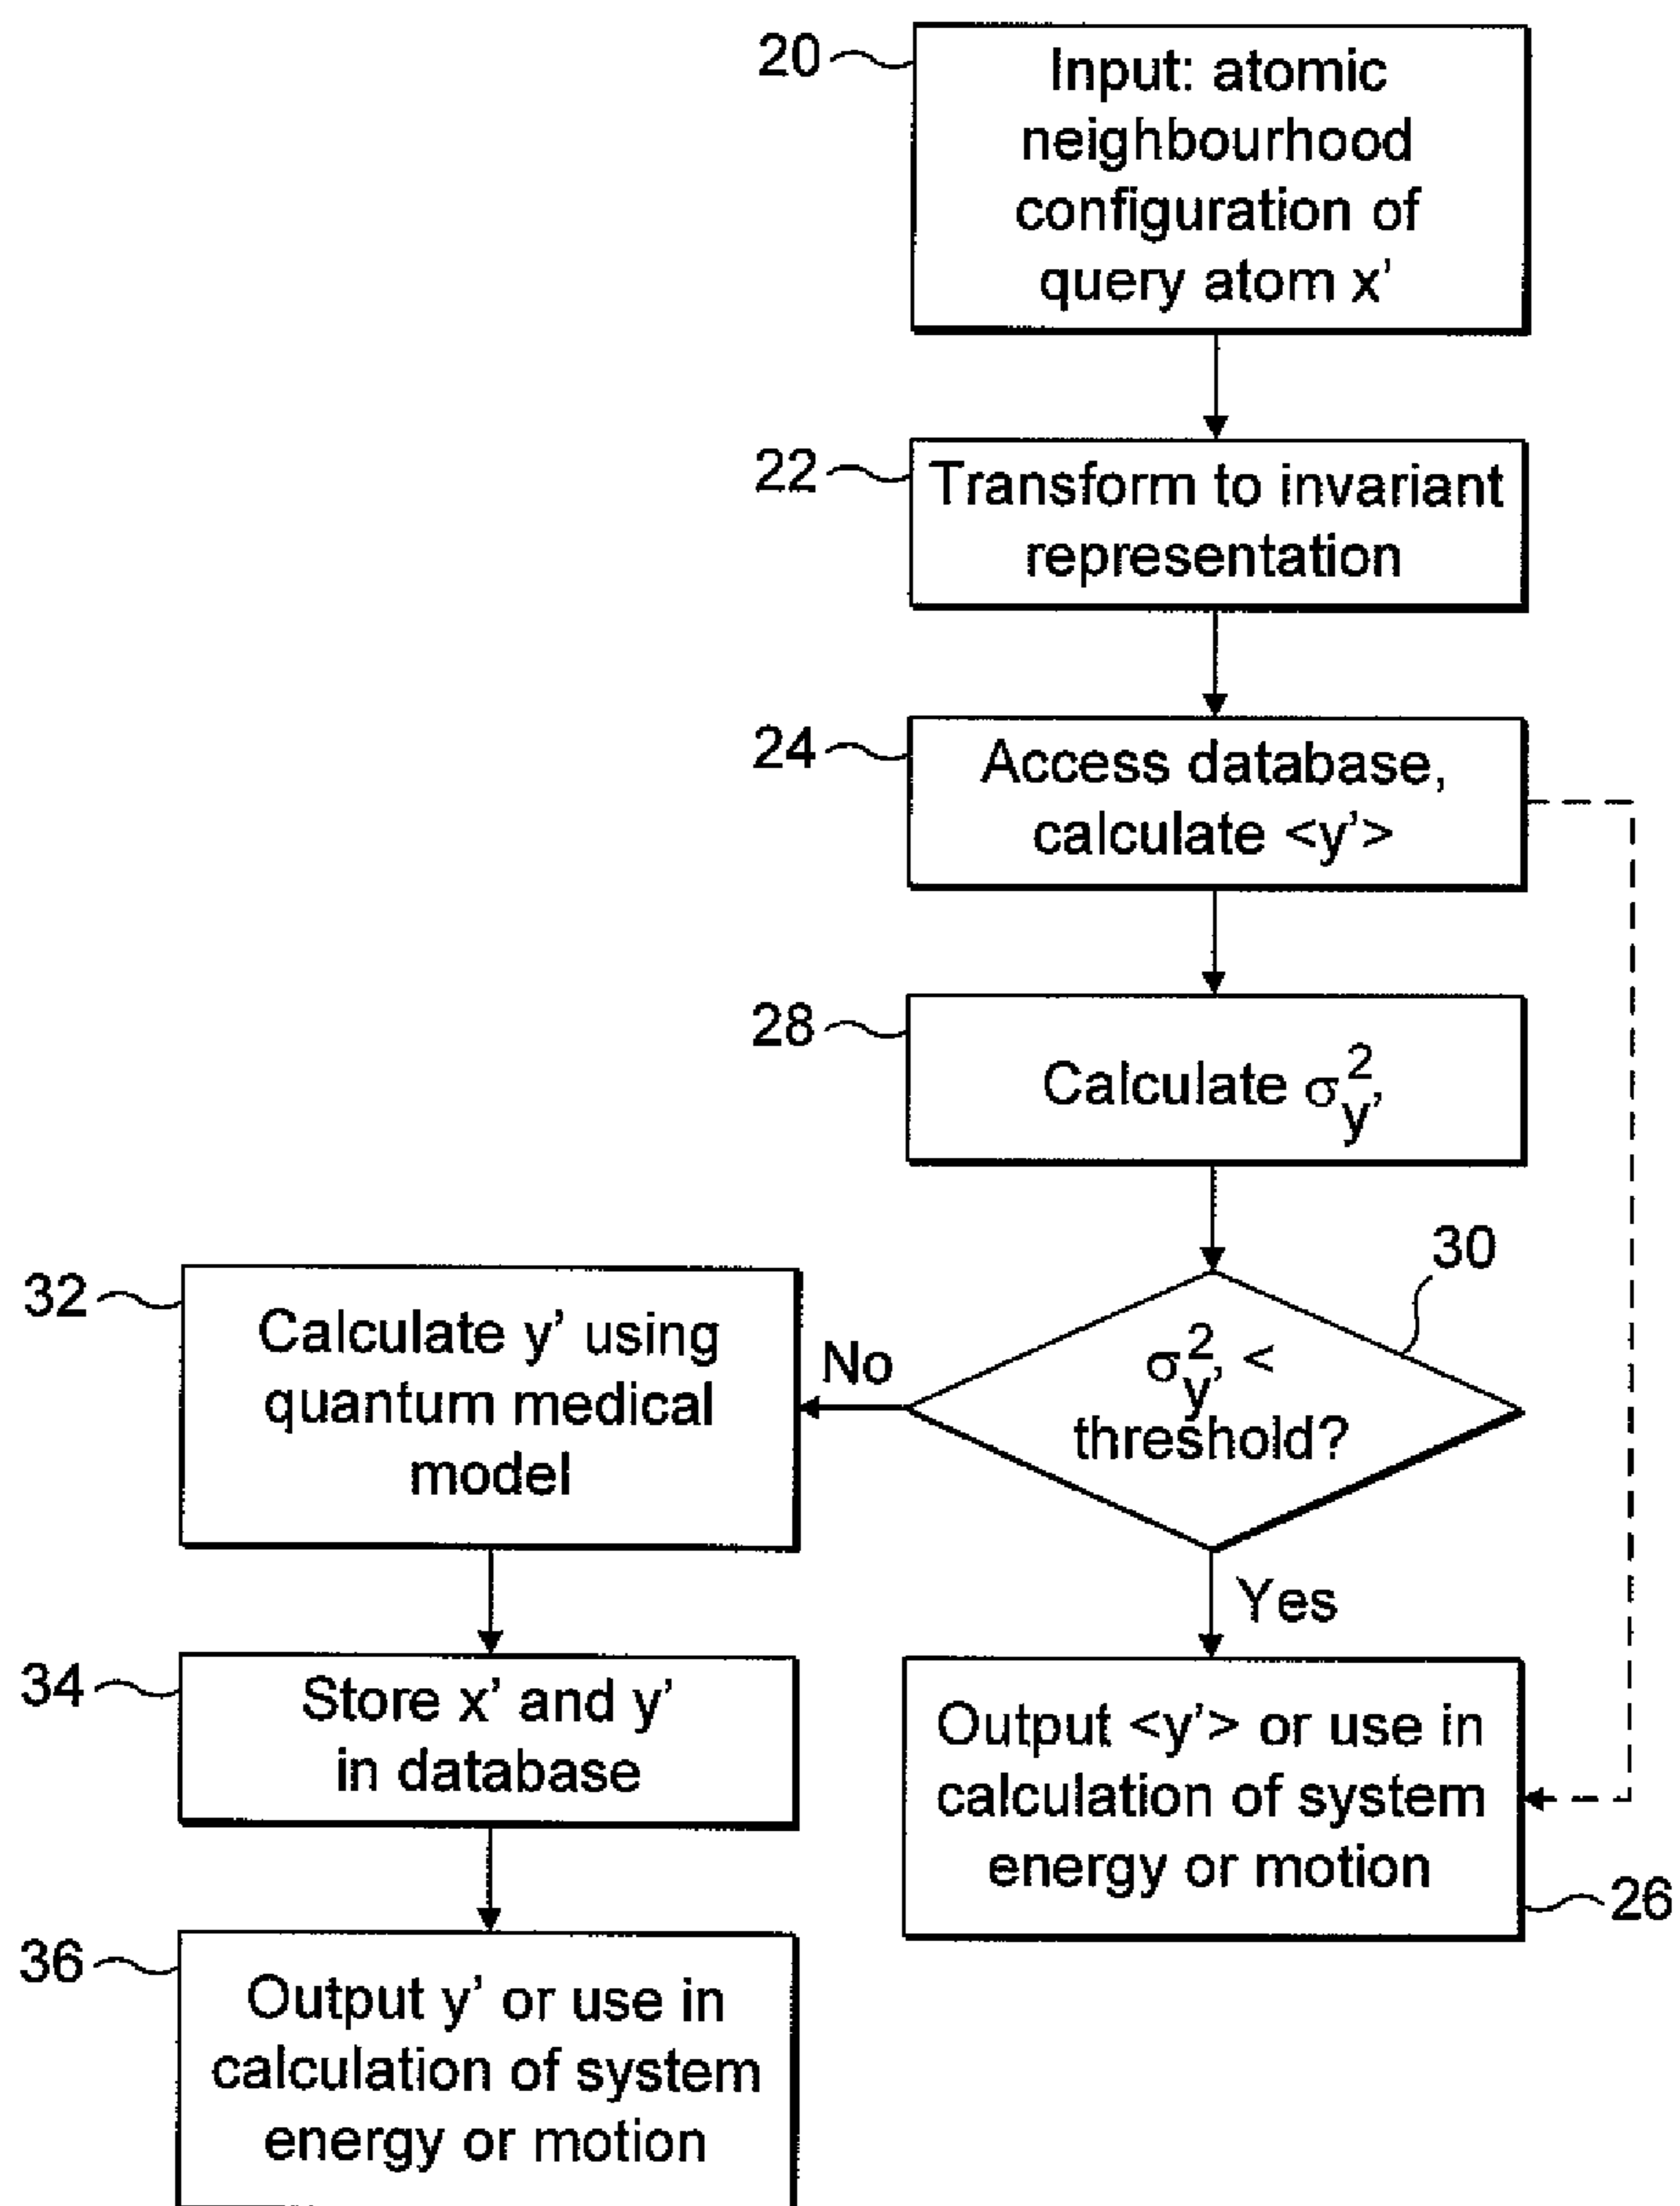 20
Input: atomic
neighbourhood
configuration of
query atom x'
22
Transform to invariant
representation
24
Access database,
calculate <y'>
28
Calculate σ²y'
30
σ²y' <
threshold?
No
Yes
32
Calculate y' using
quantum medical
model
34
Store x' and y'
in database
36
Output y' or use in
calculation of system
energy or motion
Output <y'> or use in
calculation of system
energy or motion
26